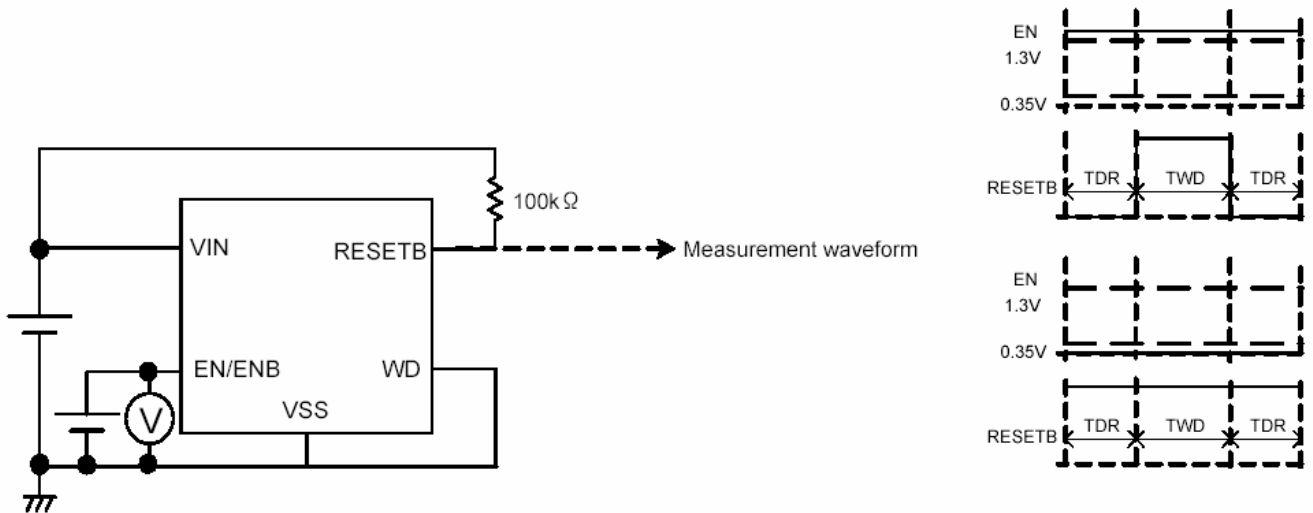 100k Ω
VIN
RESETB
Measurement waveform
EN/ENB
WD
V
VSS
EN
1.3V
0.35V
RESETB
TDR
TWD
TDR
EN
1.3V
0.35V
RESETB
TDR
TWD
TDR